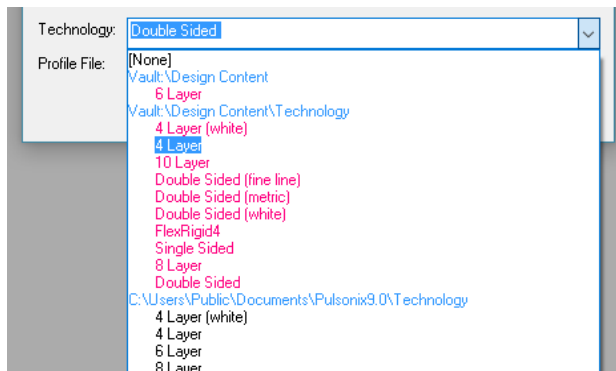 Technology: Double Sided
Profile File: [None]
Vault:\Design Content
6 Layer
Vault:\Design Content\Technology
4 Layer (white)
4 Layer
10 Layer
Double Sided (fine line)
Double Sided (metric)
Double Sided (white)
FlexRigid4
Single Sided
8 Layer
Double Sided
C:\Users\Public\Documents\Pulsonix9.0\Technology
4 Layer (white)
4 Layer
6 Layer
8 Layer